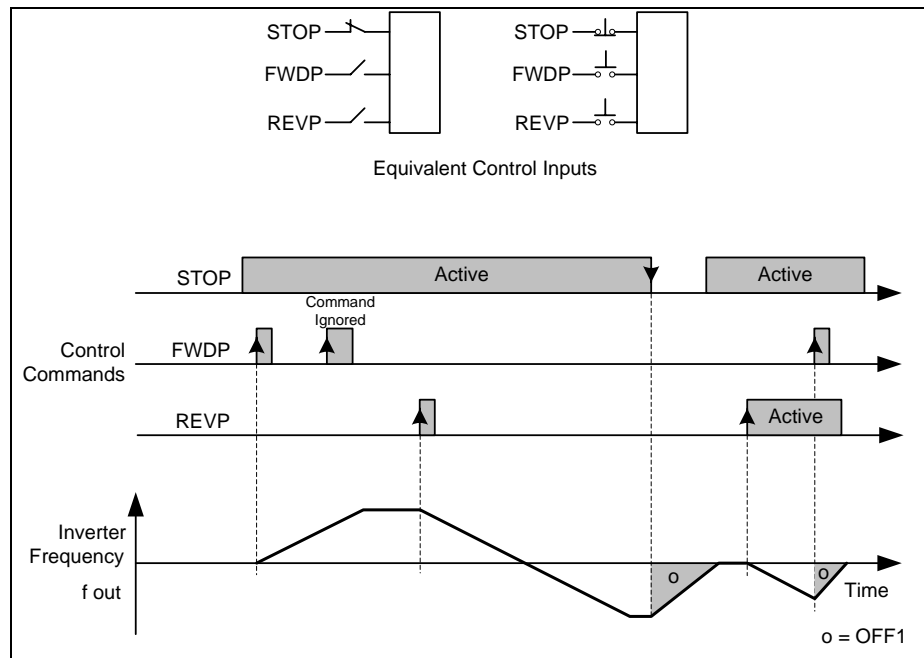 STOP STOP
FWDP FWDP
REVP REVP
Equivalent Control Inputs
STOP Active Active
Command
Ignored
Control
Commands
FWDP
REVP Active
Inverter
Frequency
f out
o o
Time
o = OFF1